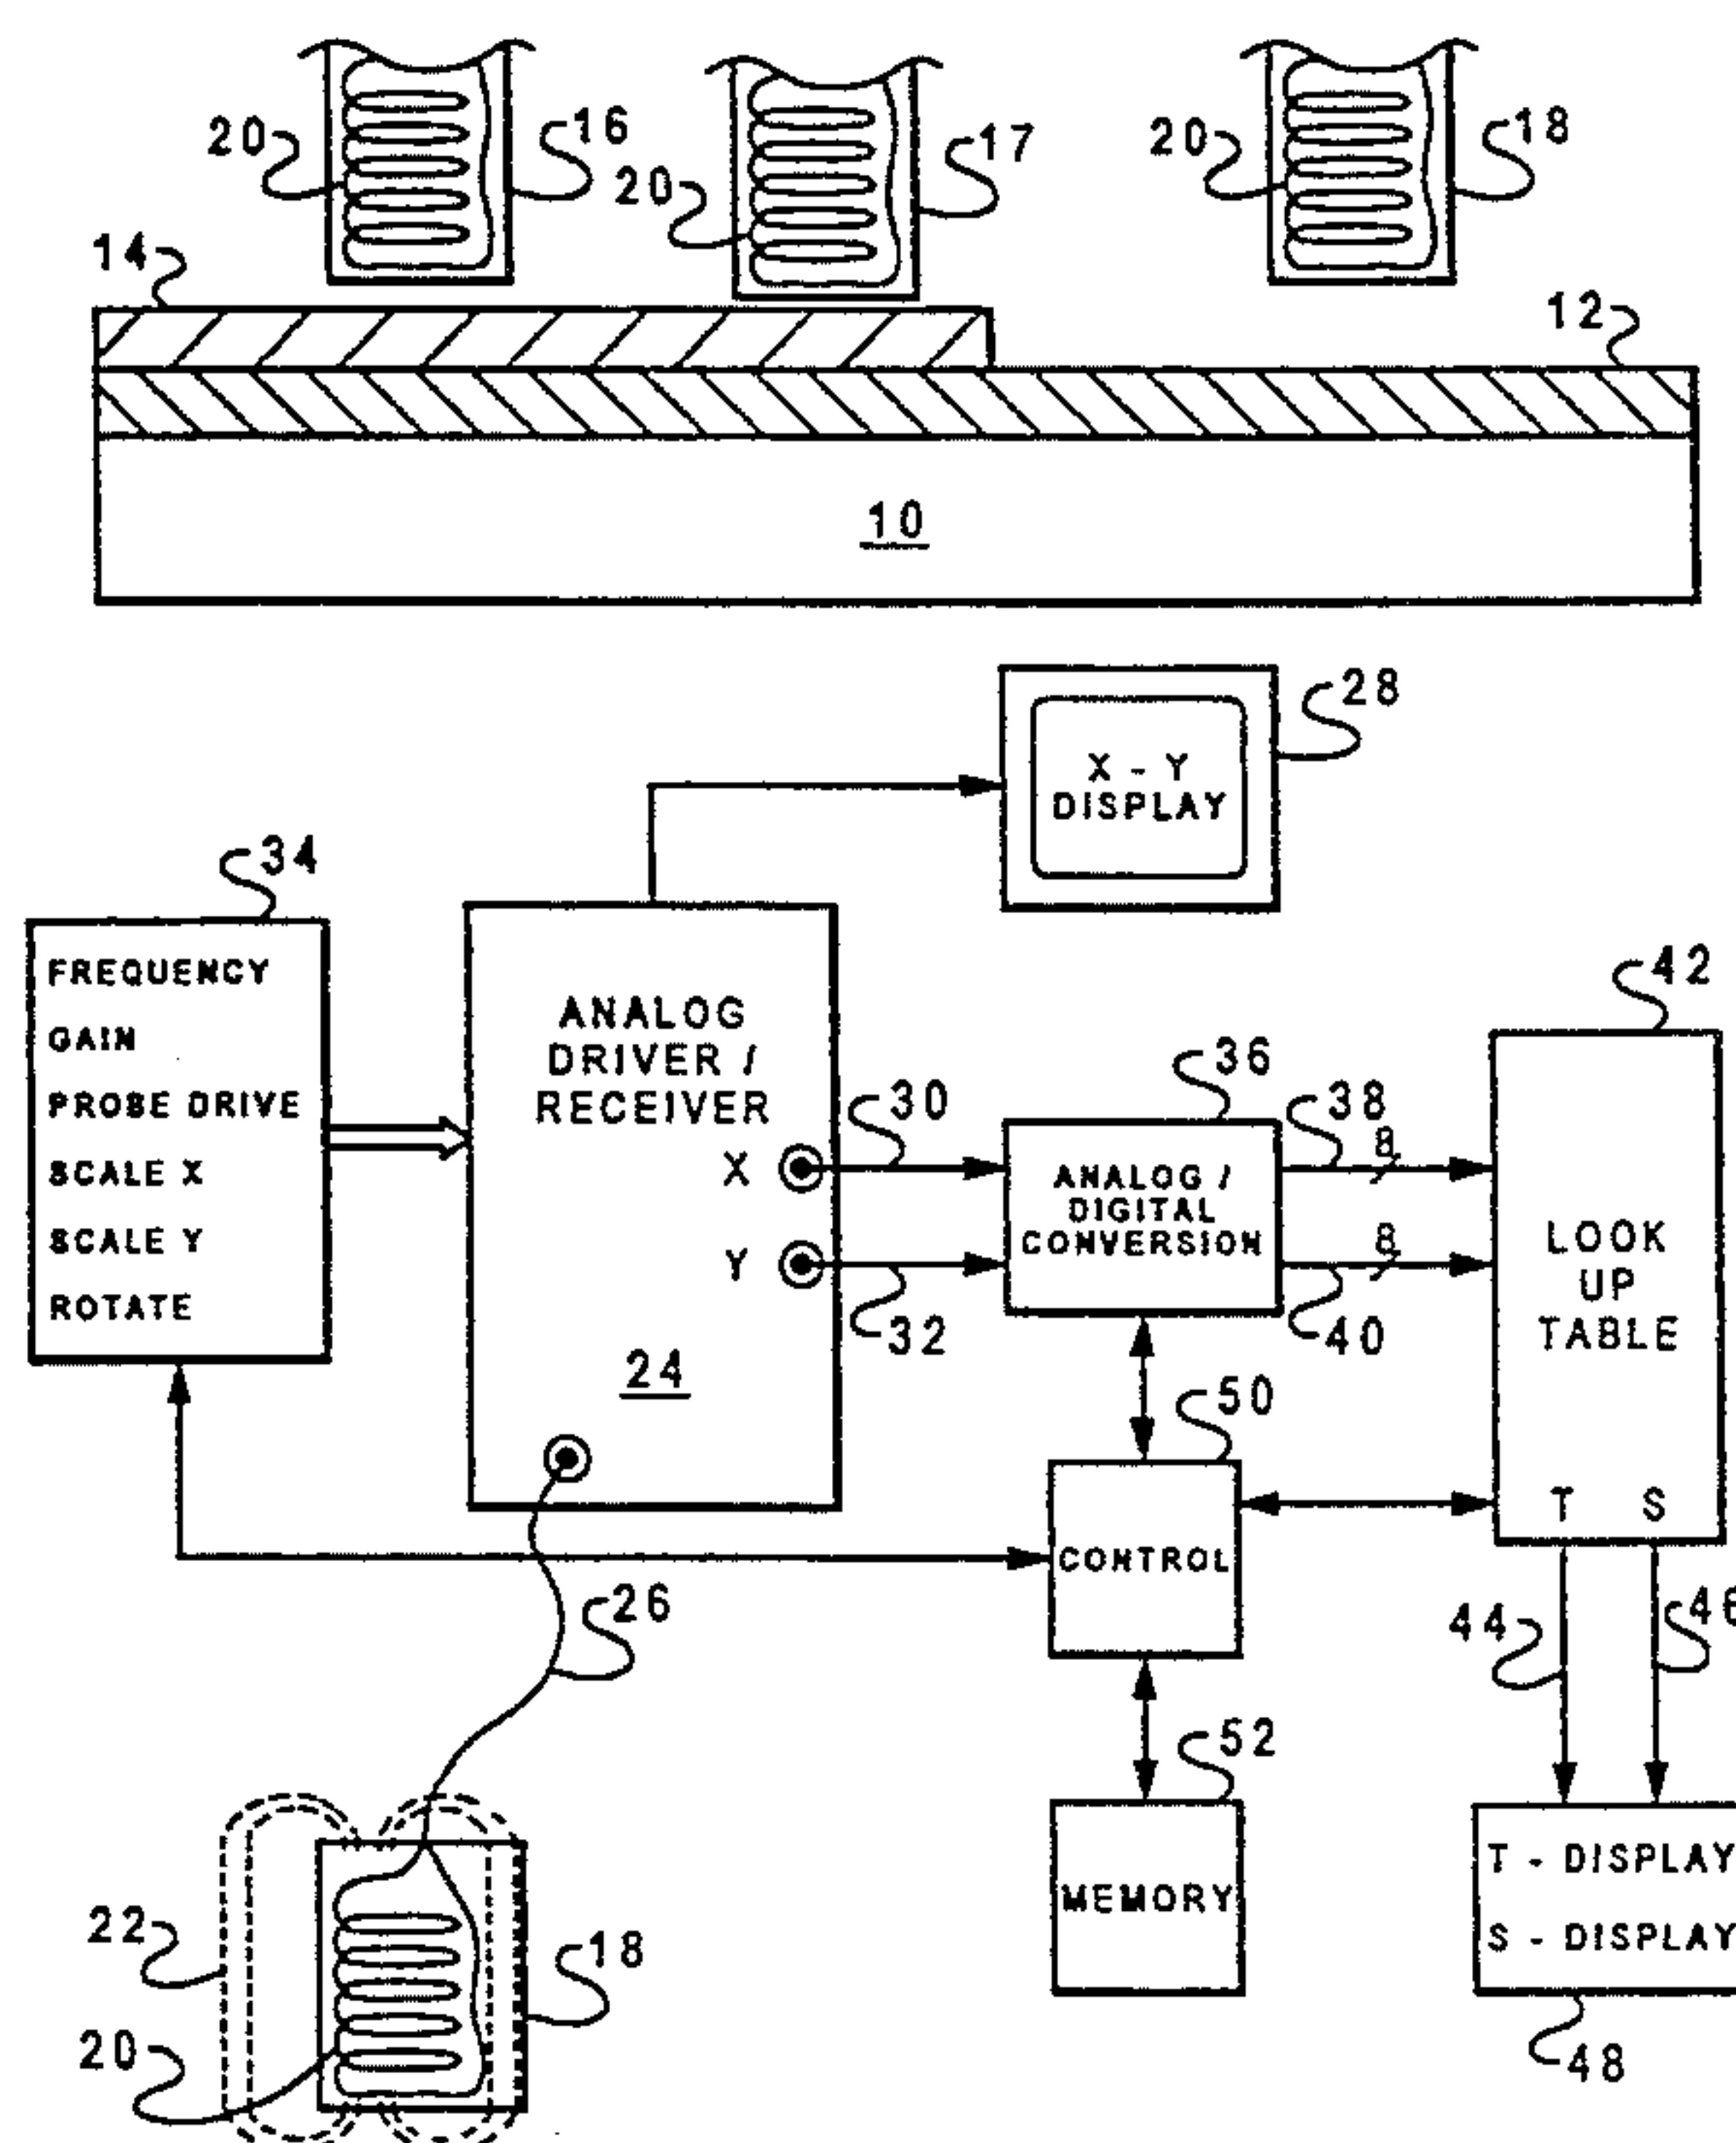 20
16
20
17
20
18
14
12
10
28
X - Y
DISPLAY
34
FREQUENCY
GAIN
PROBE DRIVE
SCALE X
SCALE Y
ROTATE
ANALOG
DRIVER /
RECEIVER
X
Y
24
30
32
36
ANALOG /
DIGITAL
CONVERSION
38
8
8
40
42
LOOK
UP
TABLE
T S
50
CONTROL
26
44
46
52
MEMORY
T - DISPLAY
S - DISPLAY
48
22
18
20